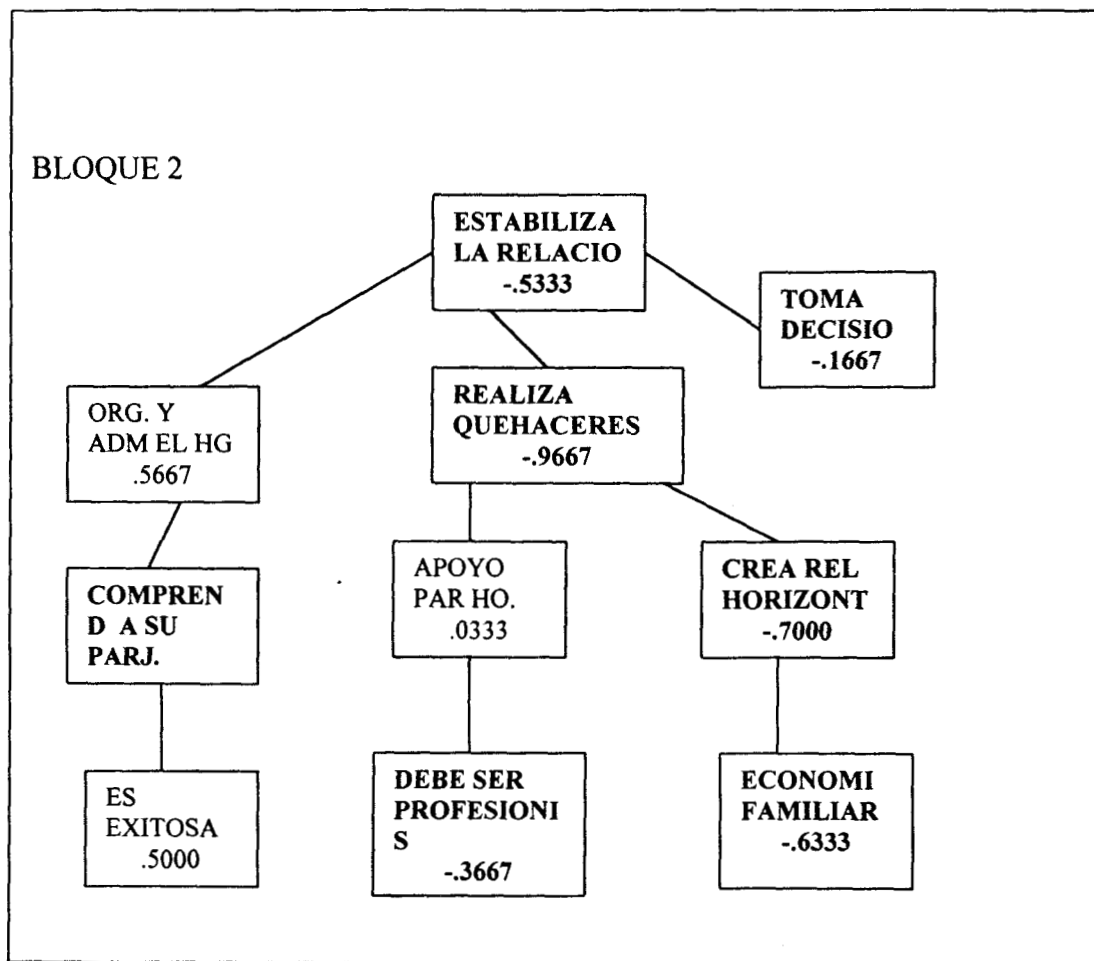 BLOQUE 2
ESTABILIZA
LA RELACIO
-.5333
TOMA
DECISIO
-.1667
ORG. Y
ADM EL HG
.5667
REALIZA
QUEHACERES
-.9667
COMPREN
D A SU
PARJ.
APOYO
PAR HO.
.0333
CREA REL
HORIZONT
-.7000
ES
EXITOSA
.5000
DEBE SER
PROFESIONI
S
-.3667
ECONOMI
FAMILIAR
-.6333